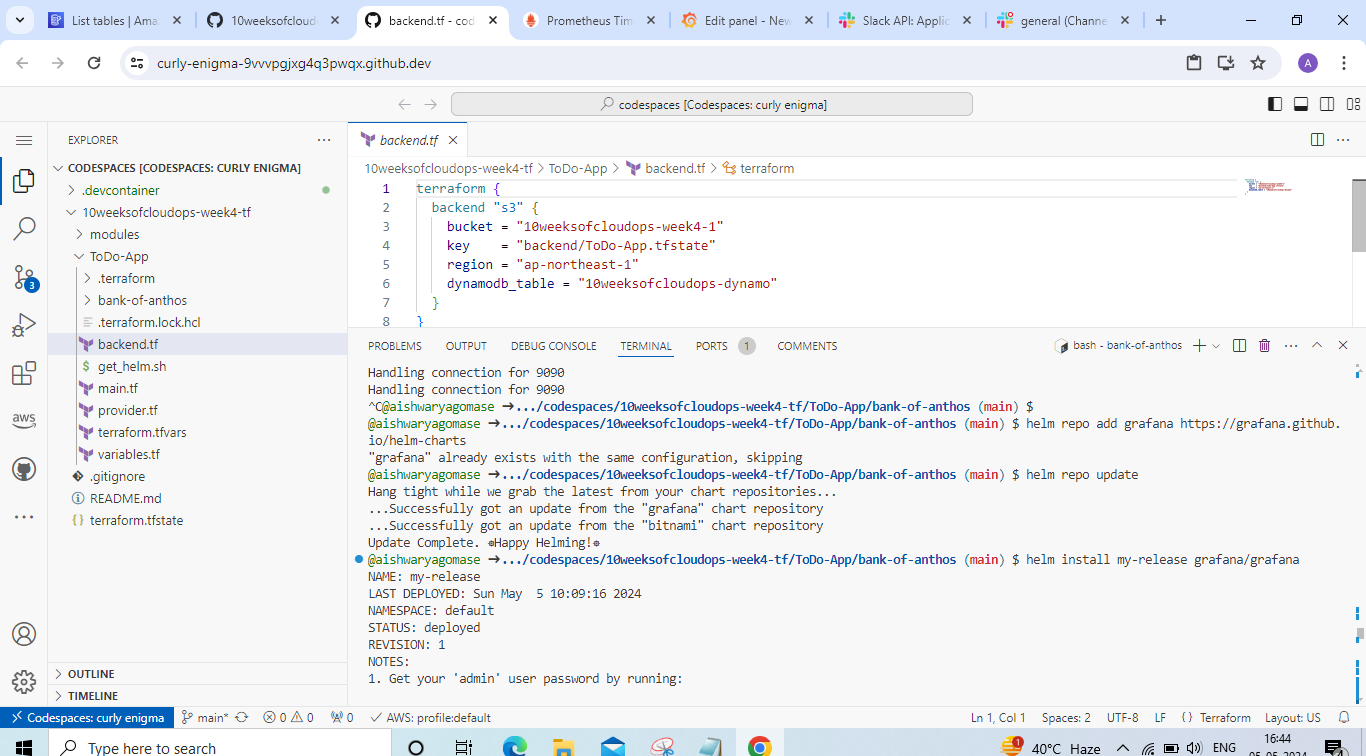 List tables | Ama
10weeksofcloud
backend.tf - cod
Prometheus Tim
Edit panel - New
Slack API: Applic
general (Channe
curly-enigma-9vvvpgjxg4q3pwqx.github.dev
A
codespaces [Codespaces: curly enigma]
EXPLORER
backend.tf
CODESPACES [CODESPACES: CURLY ENIGMA]
.devcontainer
10weeksofcloudops-week4-tf
modules
ToDo-App
.terraform
bank-of-anthos
.terraform.lock.hcl
backend.tf
$ get_helm.sh
main.tf
provider.tf
terraform.tfvars
variables.tf
.gitignore
README.md
{} terraform.tfstate
OUTLINE
TIMELINE
3
aws
10weeksofcloudops-week4-tf > ToDo-App > backend.tf > terraform
1 terraform {
2 backend "s3" {
3 bucket = "10weeksofcloudops-week4-1"
4 key    = "backend/ToDo-App.tfstate"
5 region = "ap-northeast-1"
6 dynamodb_table = "10weeksofcloudops-dynamo"
7 }
8 }
PROBLEMS OUTPUT DEBUG CONSOLE TERMINAL PORTS 1 COMMENTS
bash - bank-of-anthos
Handling connection for 9090
Handling connection for 9090
^C@aishwaryagomase ➜.../codespaces/10weeksofcloudops-week4-tf/ToDo-App/bank-of-anthos (main) $
@aishwaryagomase ➜.../codespaces/10weeksofcloudops-week4-tf/ToDo-App/bank-of-anthos (main) $ helm repo add grafana https://grafana.github.
io/helm-charts
"grafana" already exists with the same configuration, skipping
@aishwaryagomase ➜.../codespaces/10weeksofcloudops-week4-tf/ToDo-App/bank-of-anthos (main) $ helm repo update
Hang tight while we grab the latest from your chart repositories...
...Successfully got an update from the "grafana" chart repository
...Successfully got an update from the "bitnami" chart repository
Update Complete. ⎈Happy Helming!⎈
@aishwaryagomase ➜.../codespaces/10weeksofcloudops-week4-tf/ToDo-App/bank-of-anthos (main) $ helm install my-release grafana/grafana
NAME: my-release
LAST DEPLOYED: Sun May  5 10:09:16 2024
NAMESPACE: default
STATUS: deployed
REVISION: 1
NOTES:
1. Get your 'admin' user password by running:
Codespaces: curly enigma main* 0 0 0 AWS: profile:default Ln 1, Col 1 Spaces: 2 UTF-8 LF {} Terraform Layout: US
Type here to search
1
40°C Haze
ENG
16:44
05-05-2024
4